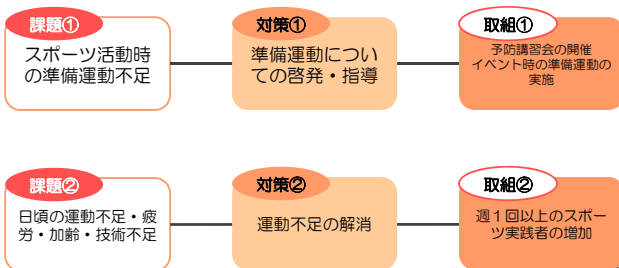 課題①
スポーツ活動時
の準備運動不足
対策①
準備運動につい
ての啓発・指導
取組①
予防講習会の開催
イベント時の準備運動の
実施
課題②
日頃の運動不足・疲
労・加齢・技術不足
対策②
運動不足の解消
取組②
週１回以上のスポー
ツ実践者の増加